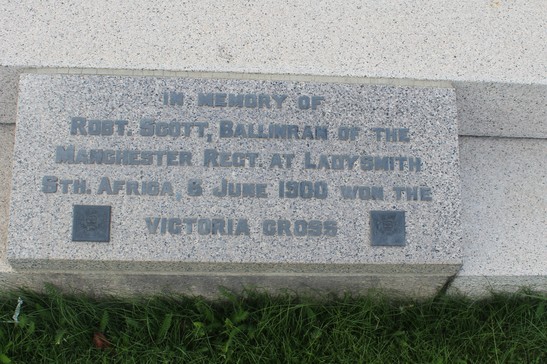 IN MEMORY OF
ROBT. SCOTT, BALLINRAN OF THE
MANCHESTER REGT. AT LADYSMITH
STH. AFRICA, 6 JUNE 1900 WON THE
VICTORIA CROSS